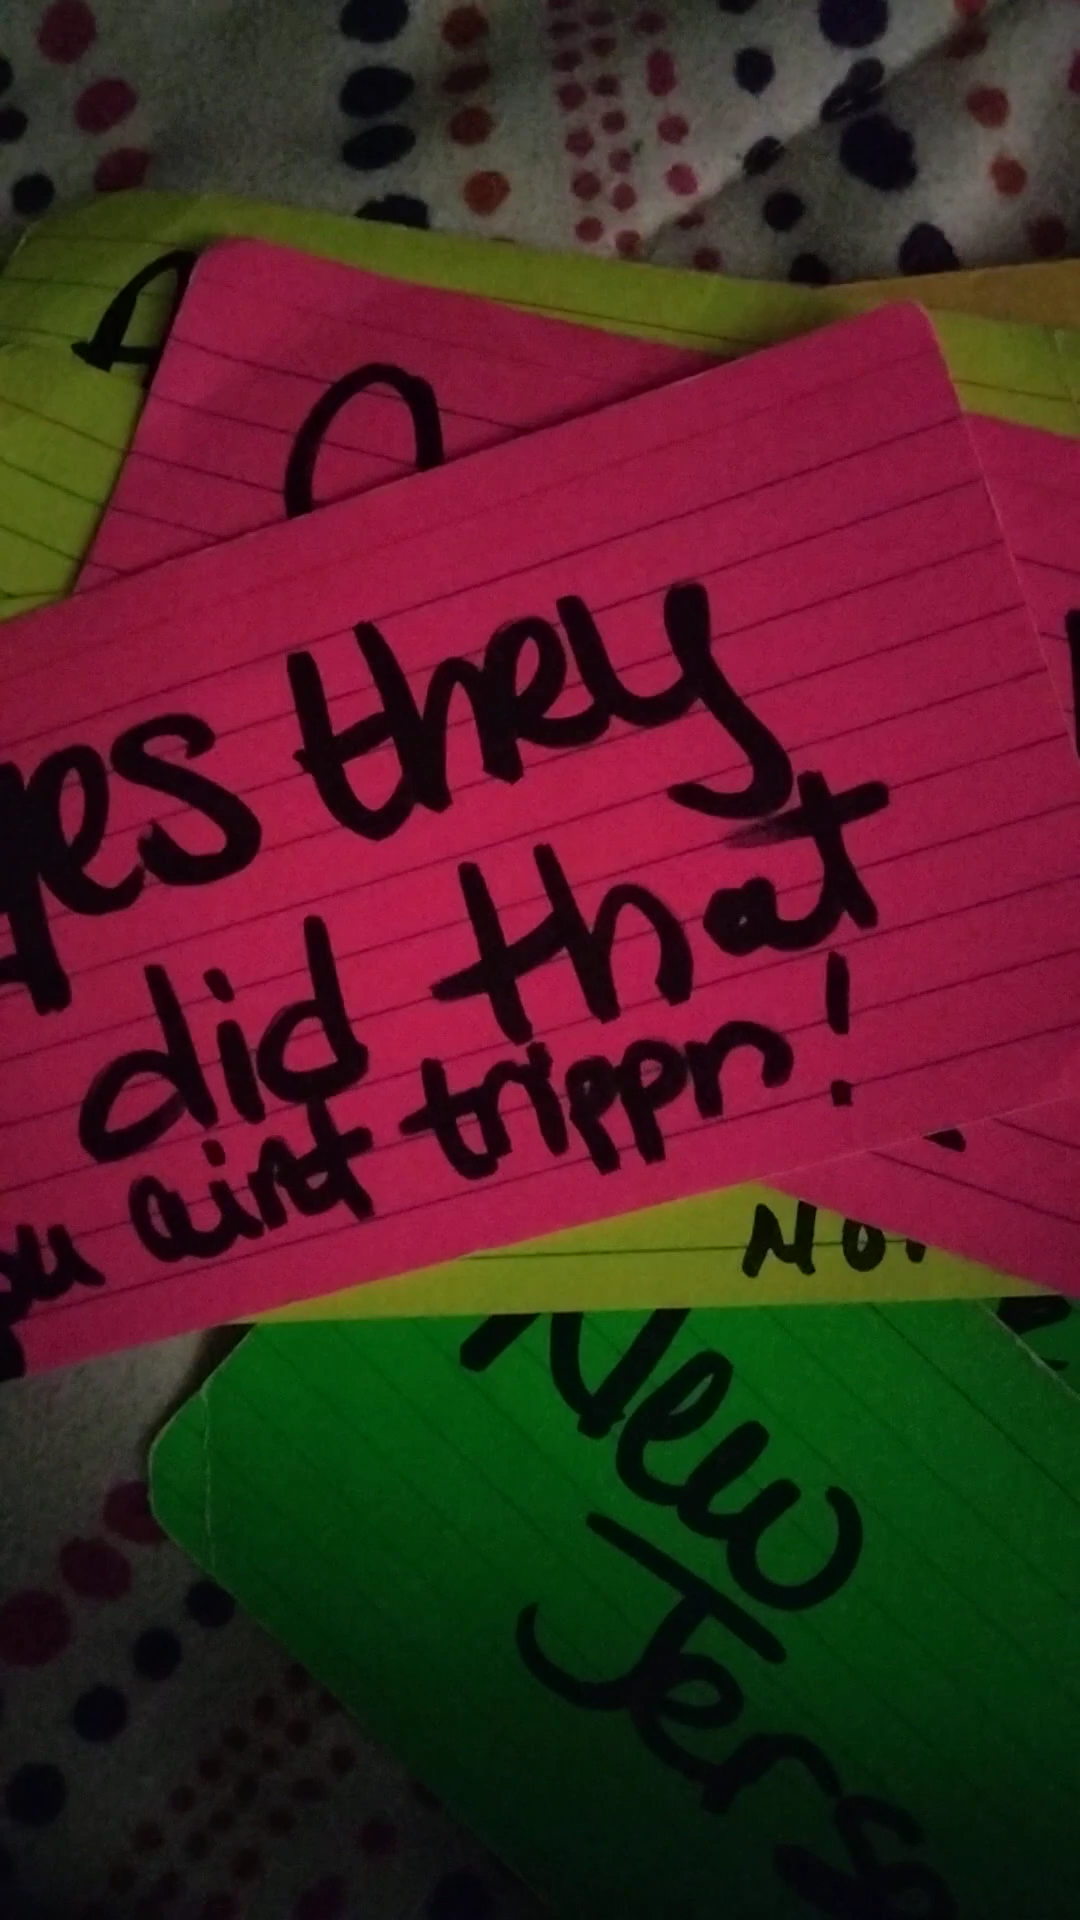 yes they
did that
you aint trippn!
New
Jers